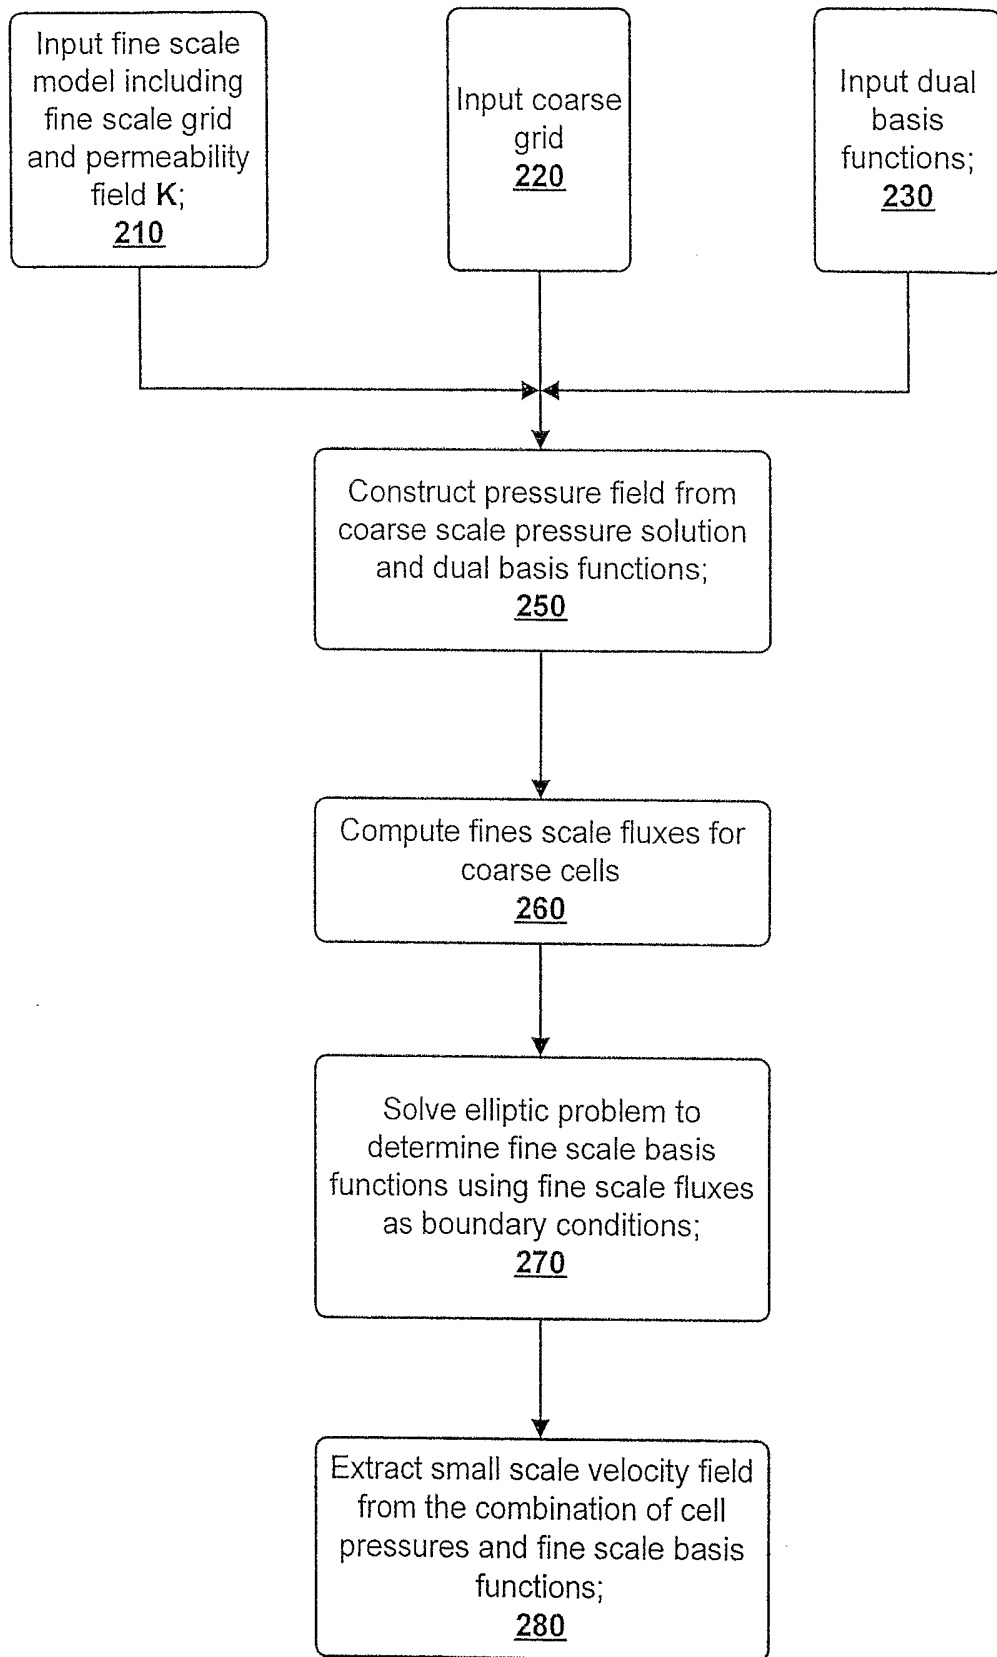 Input fine scale
model including
fine scale grid
and permeability
field K;
210
Input coarse
grid
220
Input dual
basis
functions;
230
Construct pressure field from
coarse scale pressure solution
and dual basis functions;
250
Compute fines scale fluxes for
coarse cells
260
Solve elliptic problem to
determine fine scale basis
functions using fine scale fluxes
as boundary conditions;
270
Extract small scale velocity field
from the combination of cell
pressures and fine scale basis
functions;
280